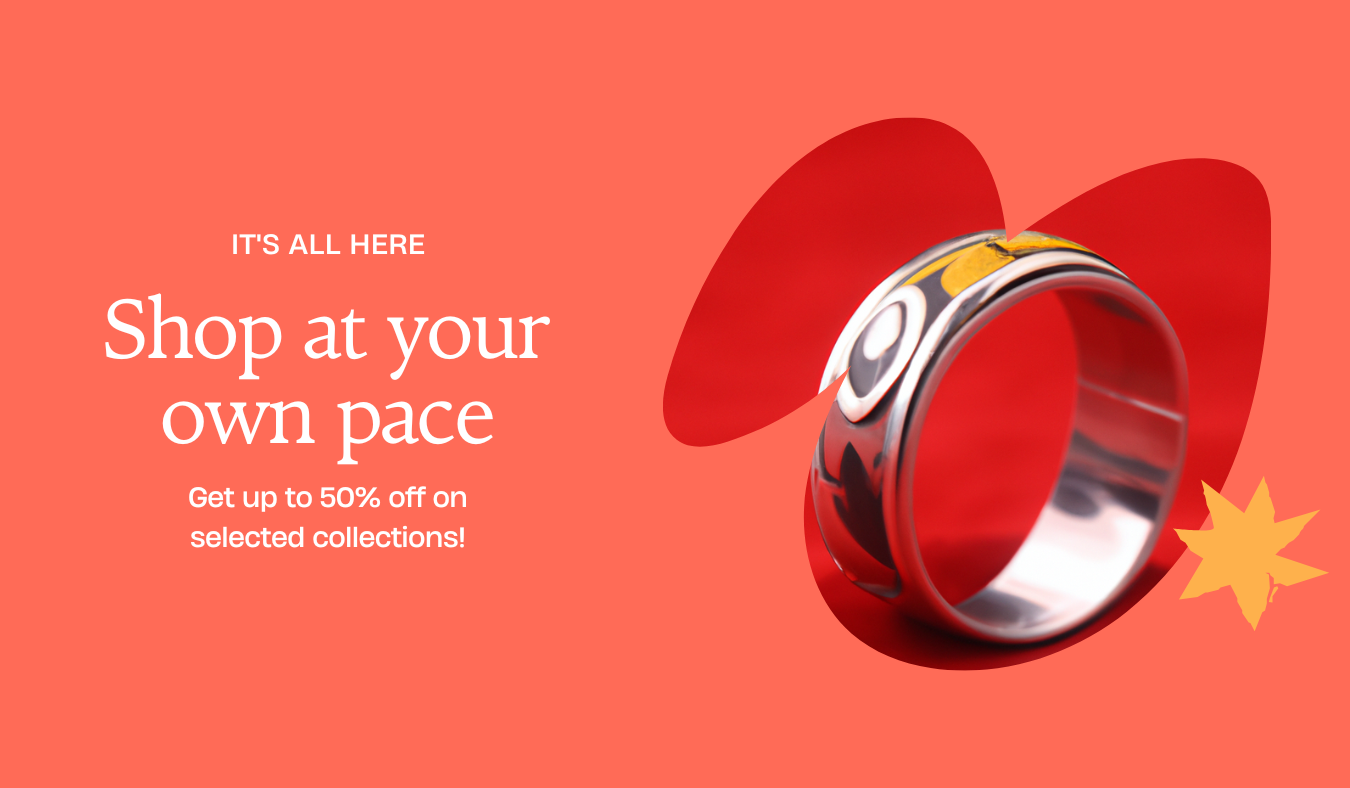 IT'S ALL HERE
Shop at your
own pace
Get up to 50% off on
selected collections!